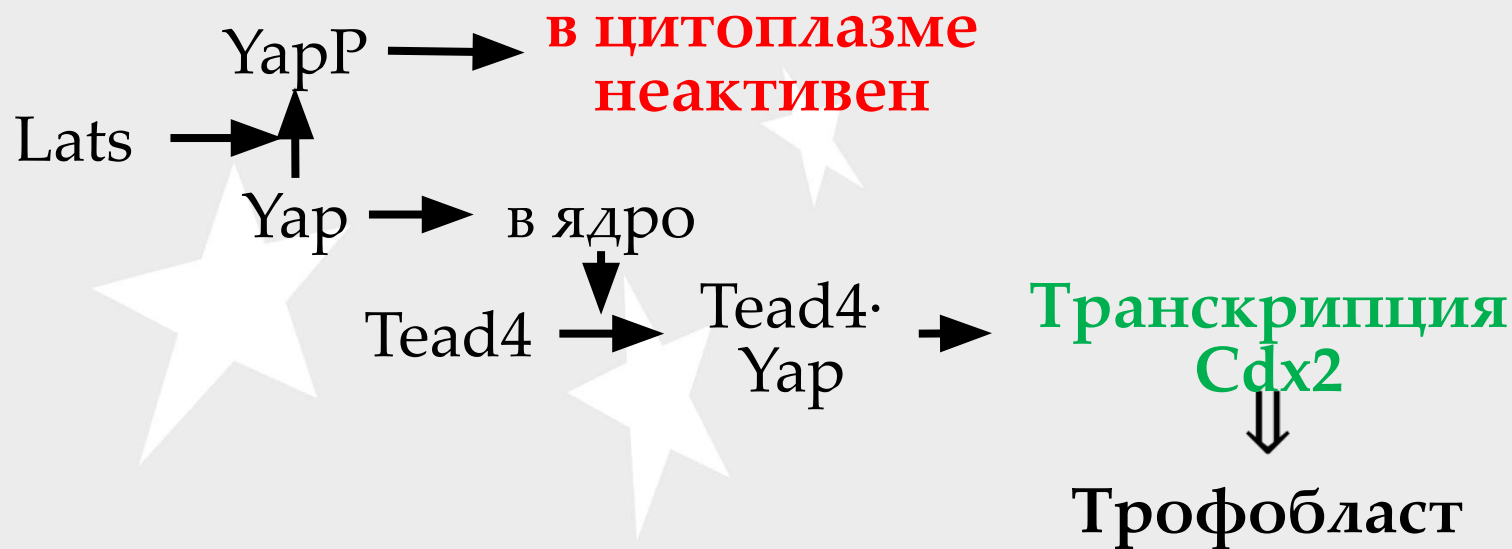 YapP
в цитоплазме
неактивен
Lats
Yap
в ядро
Tead4
Tead4·
Yap
Транскрипция
Cdx2
Трофобласт